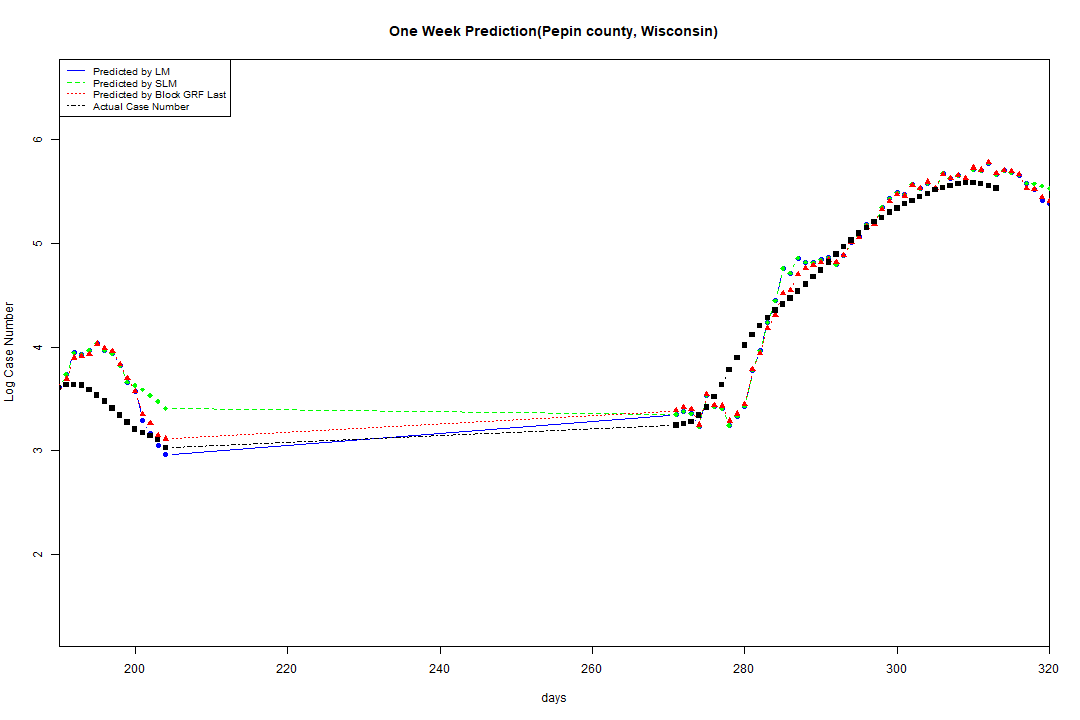 One Week Prediction(Pepin county, Wisconsin)
Predicted by LM
Predicted by SLM
Predicted by Block GRF Last
Actual Case Number
6
5
4
3
2
Log Case Number
200 220 240 260 280 300 320
days